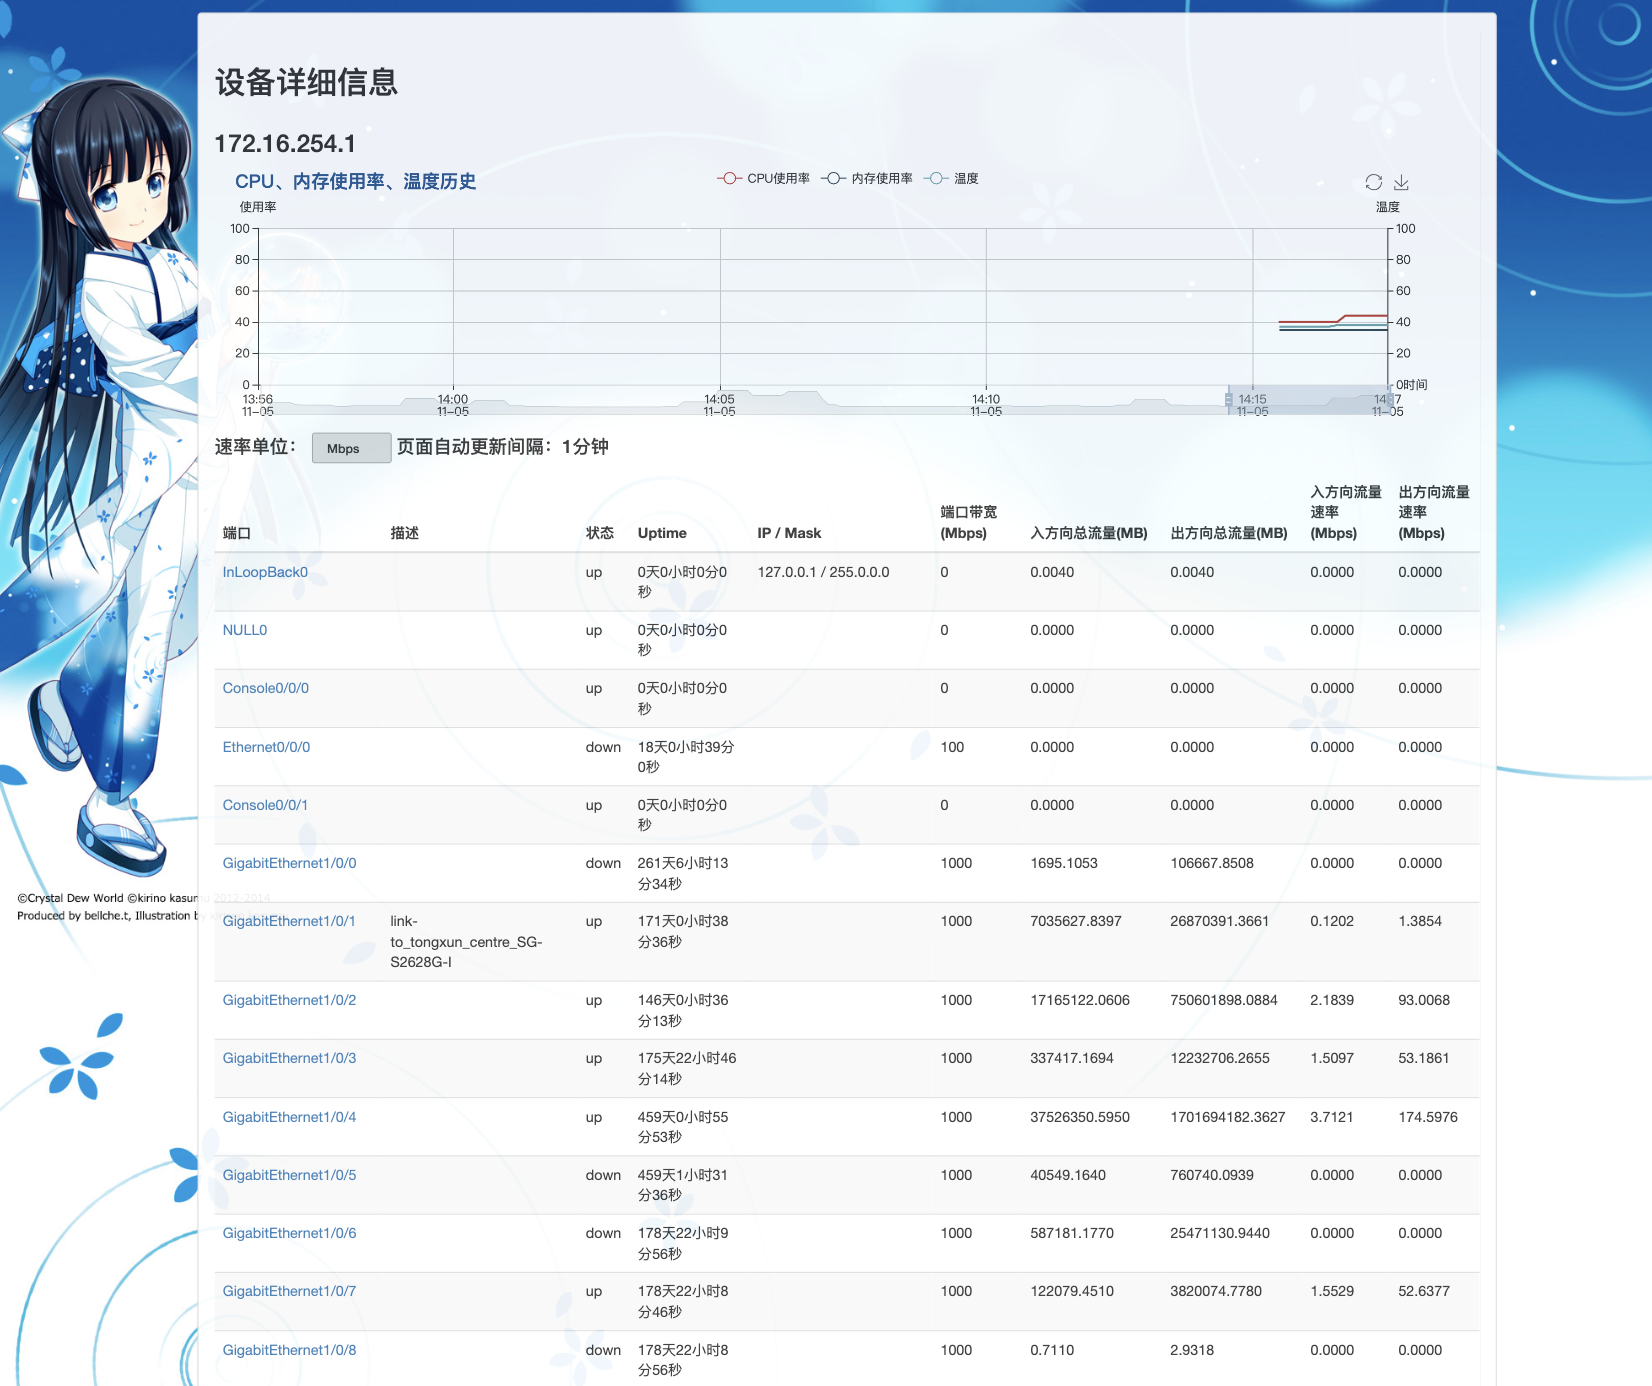 设备详细信息
172.16.254.1
CPU、内存使用率、温度历史
CPU使用率 内存使用率 温度
使用率 温度
100 100
80 80
60 60
40 40
20 20
0 0时间
13:56 14:00 14:05 14:10 14:15
11-05 11-05 11-05 11-05 11-05 11-05
速率单位： Mbps 页面自动更新间隔：1分钟
端口 描述 状态 Uptime IP / Mask 端口带宽(Mbps) 入方向总流量(MB) 出方向总流量(MB) 入方向流量速率(Mbps) 出方向流量速率(Mbps)
InLoopBack0 up 0天0小时0分0秒 127.0.0.1 / 255.0.0.0 0 0.0040 0.0040 0.0000 0.0000
NULL0 up 0天0小时0分0秒 0 0.0000 0.0000 0.0000 0.0000
Console0/0/0 up 0天0小时0分0秒 0 0.0000 0.0000 0.0000 0.0000
Ethernet0/0/0 down 18天0小时39分0秒 100 0.0000 0.0000 0.0000 0.0000
Console0/0/1 up 0天0小时0分0秒 0 0.0000 0.0000 0.0000 0.0000
GigabitEthernet1/0/0 down 261天6小时13分34秒 1000 1695.1053 106667.8508 0.0000 0.0000
GigabitEthernet1/0/1 link-to_tongxun_centre_SG-S2628G-I up 171天0小时38分36秒 1000 7035627.8397 26870391.3661 0.1202 1.3854
GigabitEthernet1/0/2 up 146天0小时36分13秒 1000 17165122.0606 750601898.0884 2.1839 93.0068
GigabitEthernet1/0/3 up 175天22小时46分14秒 1000 337417.1694 12232706.2655 1.5097 53.1861
GigabitEthernet1/0/4 up 459天0小时55分53秒 1000 37526350.5950 1701694182.3627 3.7121 174.5976
GigabitEthernet1/0/5 down 459天1小时31分36秒 1000 40549.1640 760740.0939 0.0000 0.0000
GigabitEthernet1/0/6 down 178天22小时9分56秒 1000 587181.1770 25471130.9440 0.0000 0.0000
GigabitEthernet1/0/7 up 178天22小时8分46秒 1000 122079.4510 3820074.7780 1.5529 52.6377
GigabitEthernet1/0/8 down 178天22小时8分56秒 1000 0.7110 2.9318 0.0000 0.0000
©Crystal Dew World ©kirino kasumu 2012-2014
Produced by bellche.t, Illustration by